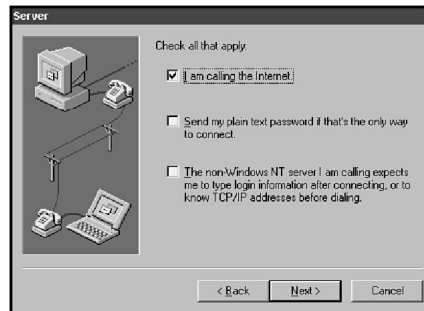 Server
Check all that apply:
I am calling the Internet.
Send my plain text password if that's the only way
to connect.
The non-Windows NT server I am calling expects
me to type login information after connecting, or to
know TCP/IP addresses before dialing.
< Back
Next >
Cancel